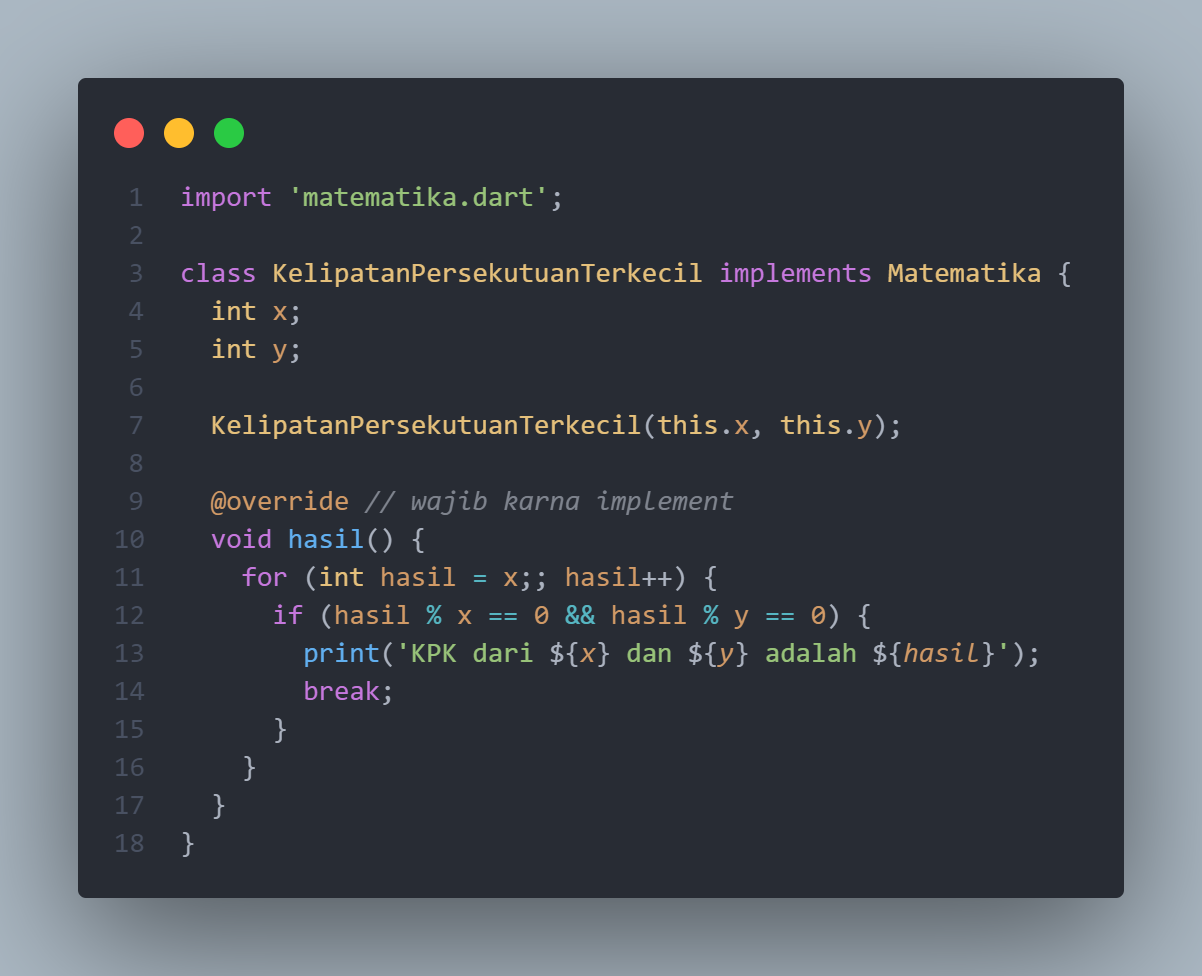 1 import 'matematika.dart';
2
3 class KelipatanPersekutuanTerkecil implements Matematika {
4   int x;
5   int y;
6
7   KelipatanPersekutuanTerkecil(this.x, this.y);
8
9   @override // wajib karna implement
10   void hasil() {
11     for (int hasil = x;; hasil++) {
12       if (hasil % x == 0 && hasil % y == 0) {
13         print('KPK dari ${x} dan ${y} adalah ${hasil}');
14         break;
15       }
16     }
17   }
18 }